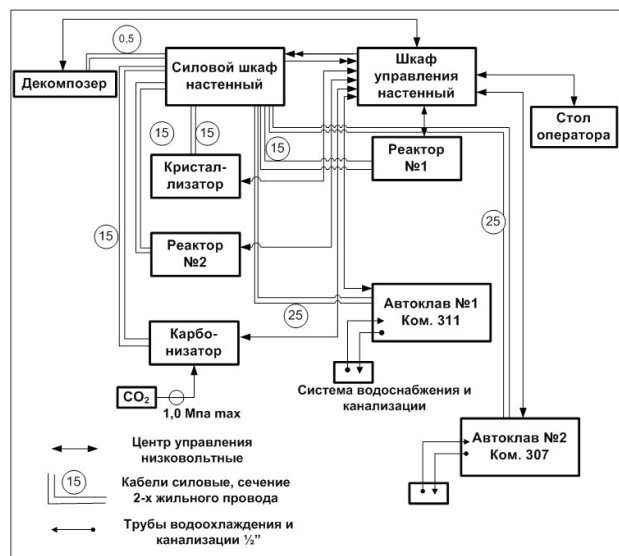 0,5
Декомпозер
Силовой шкаф
настенный
Шкаф
управления
настенный
Стол
оператора
15
15
15
Кристал-
лизатор
Реактор
№1
25
15
Реактор
№2
25
Автоклав №1
Ком. 311
Карбо-
низатор
Система водоснабжения и
канализации
CO₂
1,0 Мпа max
Автоклав №2
Ком. 307
Центр управления
низковольтные
15
Кабели силовые, сечение
2-х жильного провода
Трубы водоохлаждения и
канализации ½”